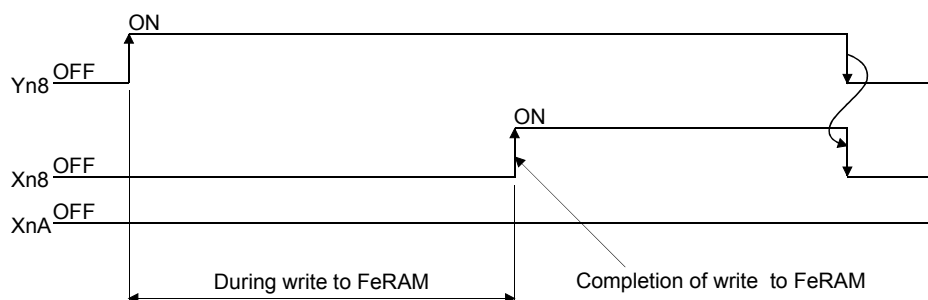 ON
OFF
Yn8
ON
OFF
Xn8
OFF
XnA
During write to FeRAM
Completion of write to FeRAM